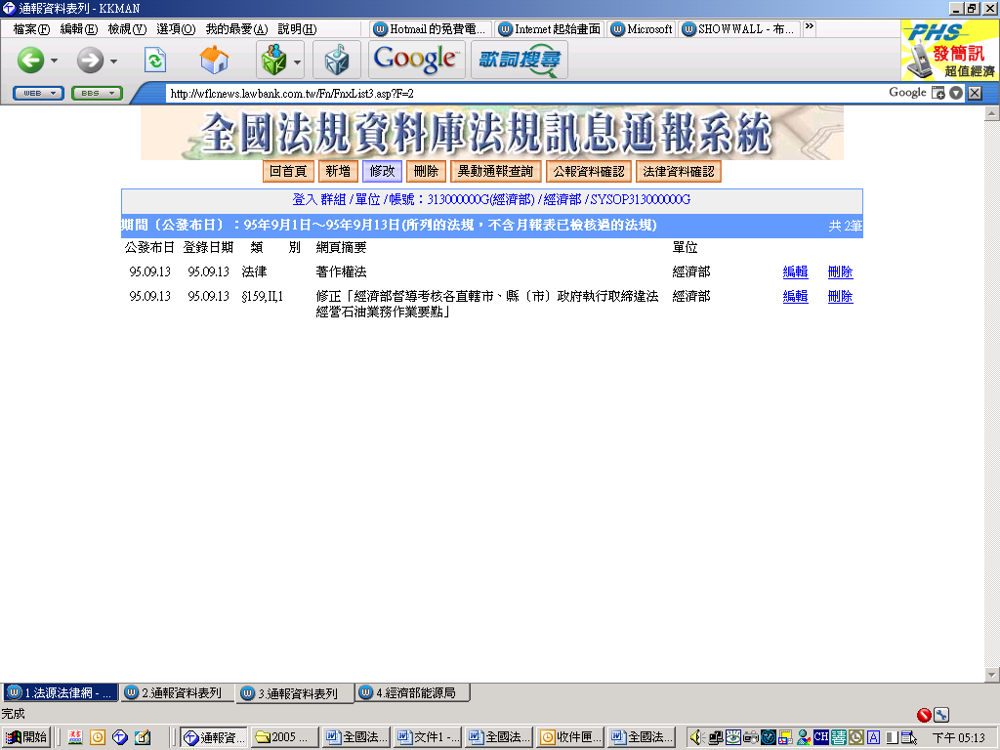 通報資料表列 - KKMAN
檔案(F) 編輯(E) 檢視(V) 選項(O) 我的最愛(A) 說明(H)
Hotmail 的免費電... Internet 起始畫面 Microsoft SHOWWALL - 布... »
PHS
發簡訊
超值經濟
Google 歌詞搜尋
WEB BBS http://wflcnews.lawbank.com.tw/Fn/FnxList3.asp?F=2 Google
全國法規資料庫法規訊息通報系統
回首頁 新增 修改 刪除 異動通報查詢 公報資料確認 法律資料確認
登入 群組 / 單位 / 帳號：313000000G(經濟部) / 經濟部 / SYSOP313000000G
期間〔公發布日〕：95年9月1日～95年9月13日(所列的法規，不含月報表已檢核過的法規) 共 2筆
公發布日 登錄日期 類 別 網頁摘要 單位
95.09.13 95.09.13 法律 著作權法 經濟部 編輯 刪除
95.09.13 95.09.13 §159,II,1 修正「經濟部督導考核各直轄市、縣〔市〕政府執行取締違法 經濟部 編輯 刪除
經營石油業務作業要點」
1.法源法律網 - ... 2.通報資料表列 3.通報資料表列 4.經濟部能源局
完成
開始 通報資... 2005 ... 全國法... 文件1 -... 全國法... 收件匣... 全國法... CH A 下午 05:13